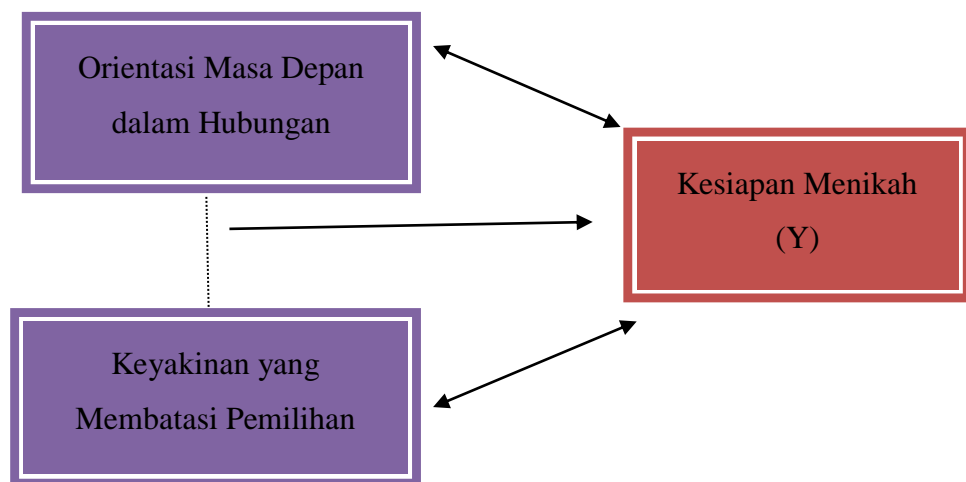 Orientasi Masa Depan
dalam Hubungan
Kesiapan Menikah
(Y)
Keyakinan yang
Membatasi Pemilihan